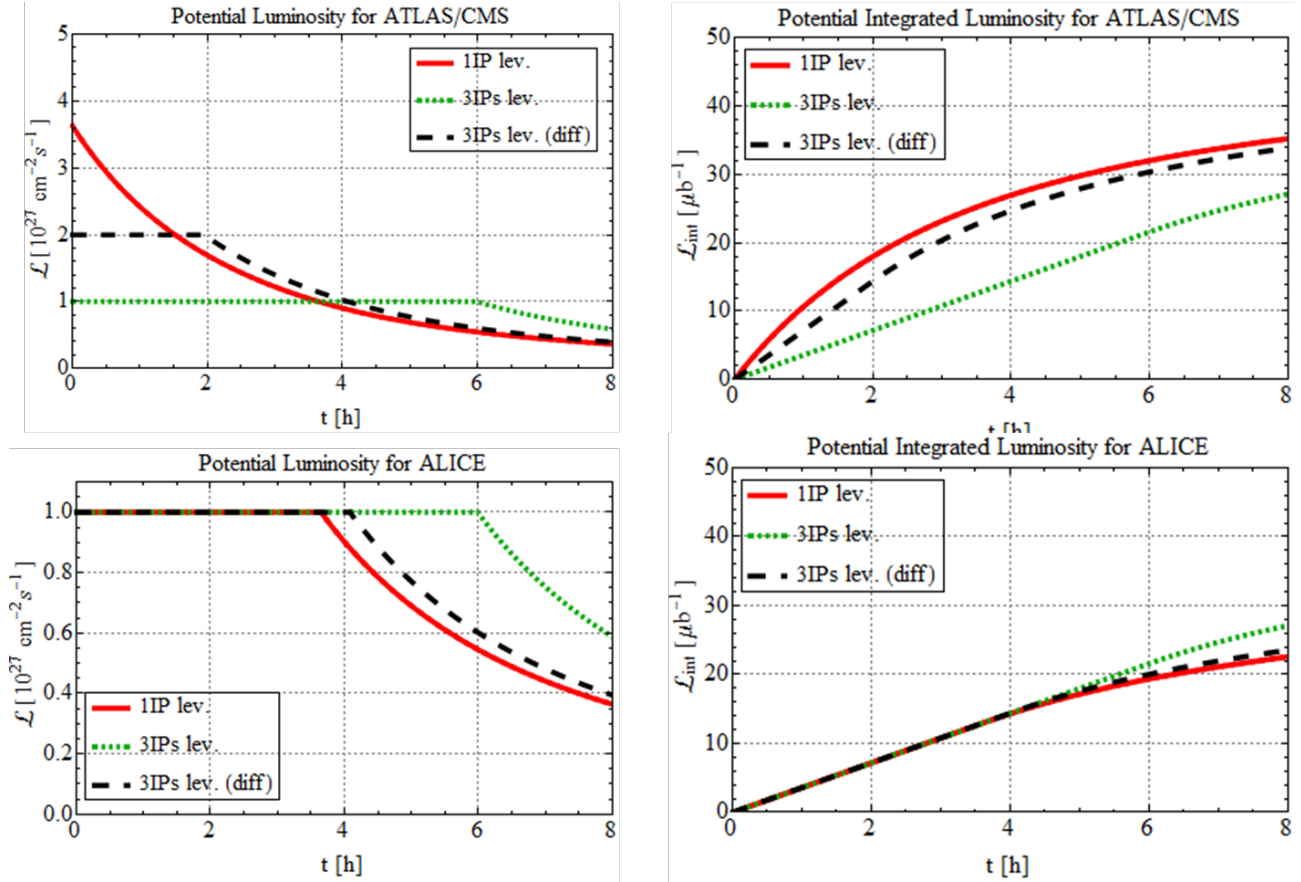 Potential Luminosity for ATLAS/CMS
5
4
3
2
1
0
ℒ [10²⁷ cm⁻²s⁻¹]
1IP lev.
3IPs lev.
3IPs lev. (diff)
0 2 4 6 8
t [h]
Potential Integrated Luminosity for ATLAS/CMS
50
40
30
20
10
0
ℒint [μb⁻¹]
1IP lev.
3IPs lev.
3IPs lev. (diff)
0 2 4 6 8
t [h]
Potential Luminosity for ALICE
1.0
0.8
0.6
0.4
0.2
0.0
ℒ [10²⁷ cm⁻²s⁻¹]
1IP lev.
3IPs lev.
3IPs lev. (diff)
0 2 4 6 8
t [h]
Potential Integrated Luminosity for ALICE
50
40
30
20
10
0
ℒint [μb⁻¹]
1IP lev.
3IPs lev.
3IPs lev. (diff)
0 2 4 6 8
t [h]